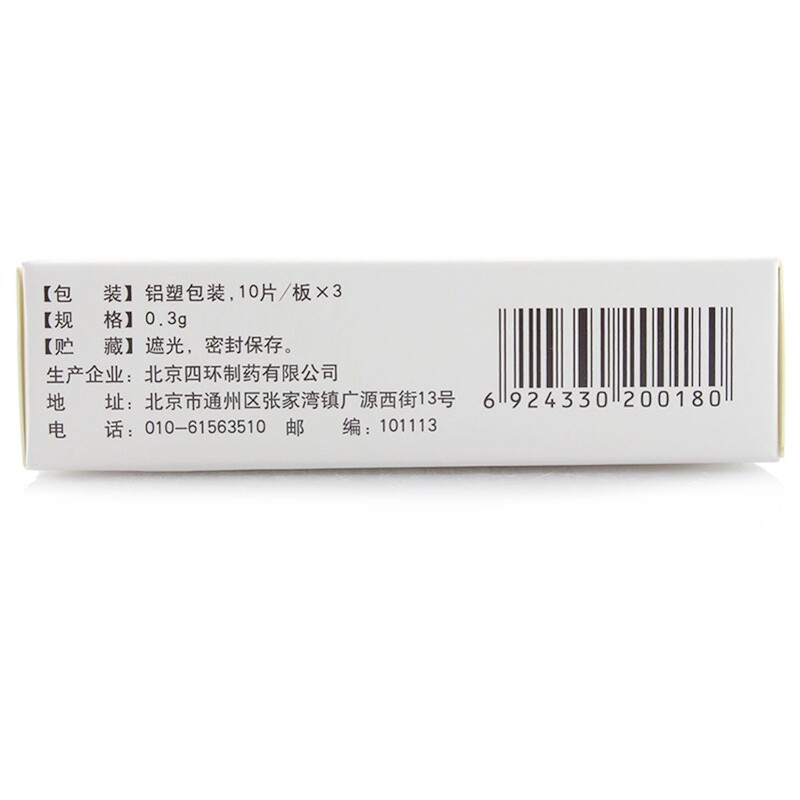 【包 装】铝塑包装,10片/板×3
【规 格】0.3g
【贮 藏】遮光,密封保存。
生产企业:北京四环制药有限公司
地 址:北京市通州区张家湾镇广源西街13号
电 话:010-61563510 邮 编:101113
6 924330 200180